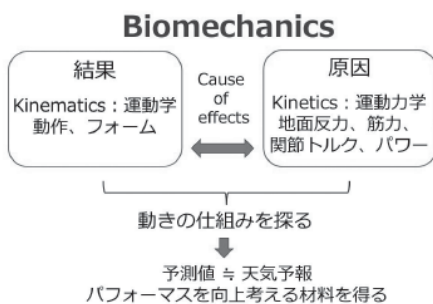 Biomechanics
結果
Kinematics:運動学
動作、フォーム
Cause
of
effects
原因
Kinetics:運動力学
地面反力、筋力、
関節トルク、パワー
動きの仕組みを探る
予測値 ≒ 天気予報
パフォーマスを向上考える材料を得る